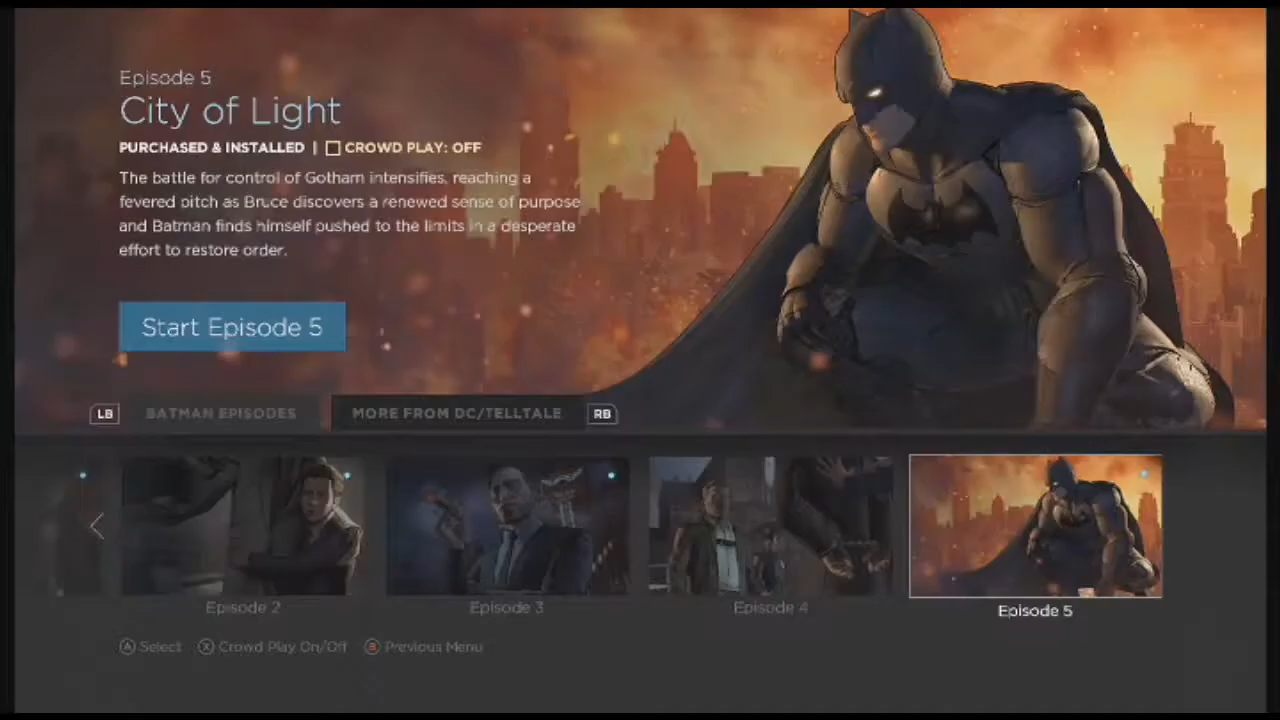 Episode 5
City of Light
PURCHASED & INSTALLED | CROWD PLAY: OFF
The battle for control of Gotham intensifies, reaching a
fevered pitch as Bruce discovers a renewed sense of purpose
and Batman finds himself pushed to the limits in a desperate
effort to restore order.
Start Episode 5
LB BATMAN EPISODES MORE FROM DC/TELLTALE RB
Episode 2 Episode 3 Episode 4 Episode 5
A Select X Crowd Play On/Off B Previous Menu